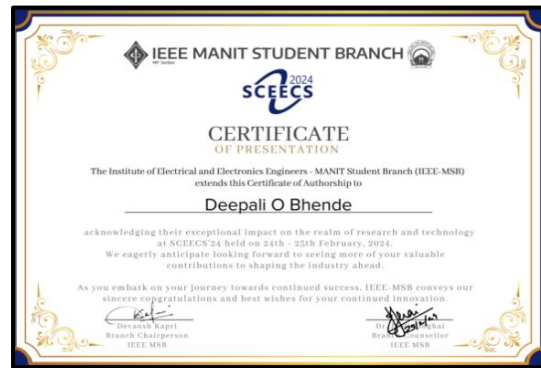 IEEE MANIT STUDENT BRANCH
MP Section
2024
SCEECS
CERTIFICATE
OF PRESENTATION
The Institute of Electrical and Electronics Engineers - MANIT Student Branch (IEEE-MSB)
extends this Certificate of Authorship to
Deepali O Bhende
acknowledging their exceptional impact on the realm of research and technology
at SCEECS'24 held on 24th - 25th February, 2024.
We eagerly anticipate looking forward to seeing more of your valuable
contributions to shaping the industry ahead.
As you embark on your journey towards continued success, IEEE-MSB conveys our
sincere congratulations and best wishes for your continued innovation.
Devansh Kapri
Branch Chairperson
IEEE MSB
IEEE MSB